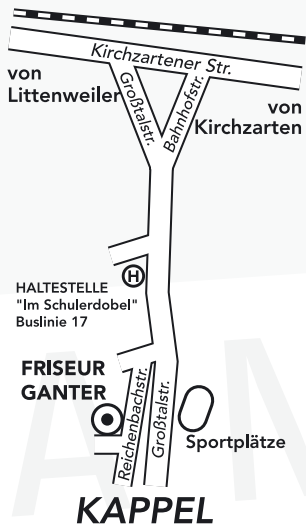 Kirchzartener Str.
von
Littenweiler
Großtalstr.
Bahnhofstr.
von
Kirchzarten
H
HALTESTELLE
"Im Schulerdobel"
Buslinie 17
FRISEUR
GANTER
Reichenbachstr.
Großtalstr.
Sportplätze
KAPPEL